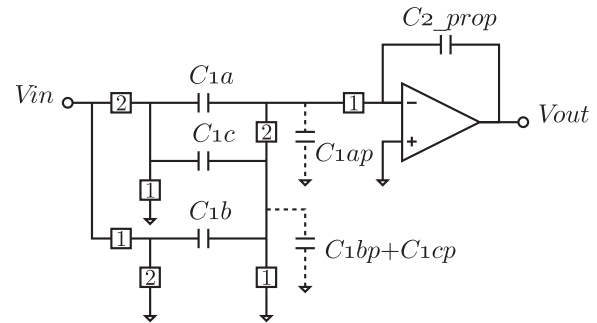 C2_prop
Vin 2 C1a 1 − Vout
C1c 2 + C1ap
1
C1b
1 C1bp+C1cp
2 1